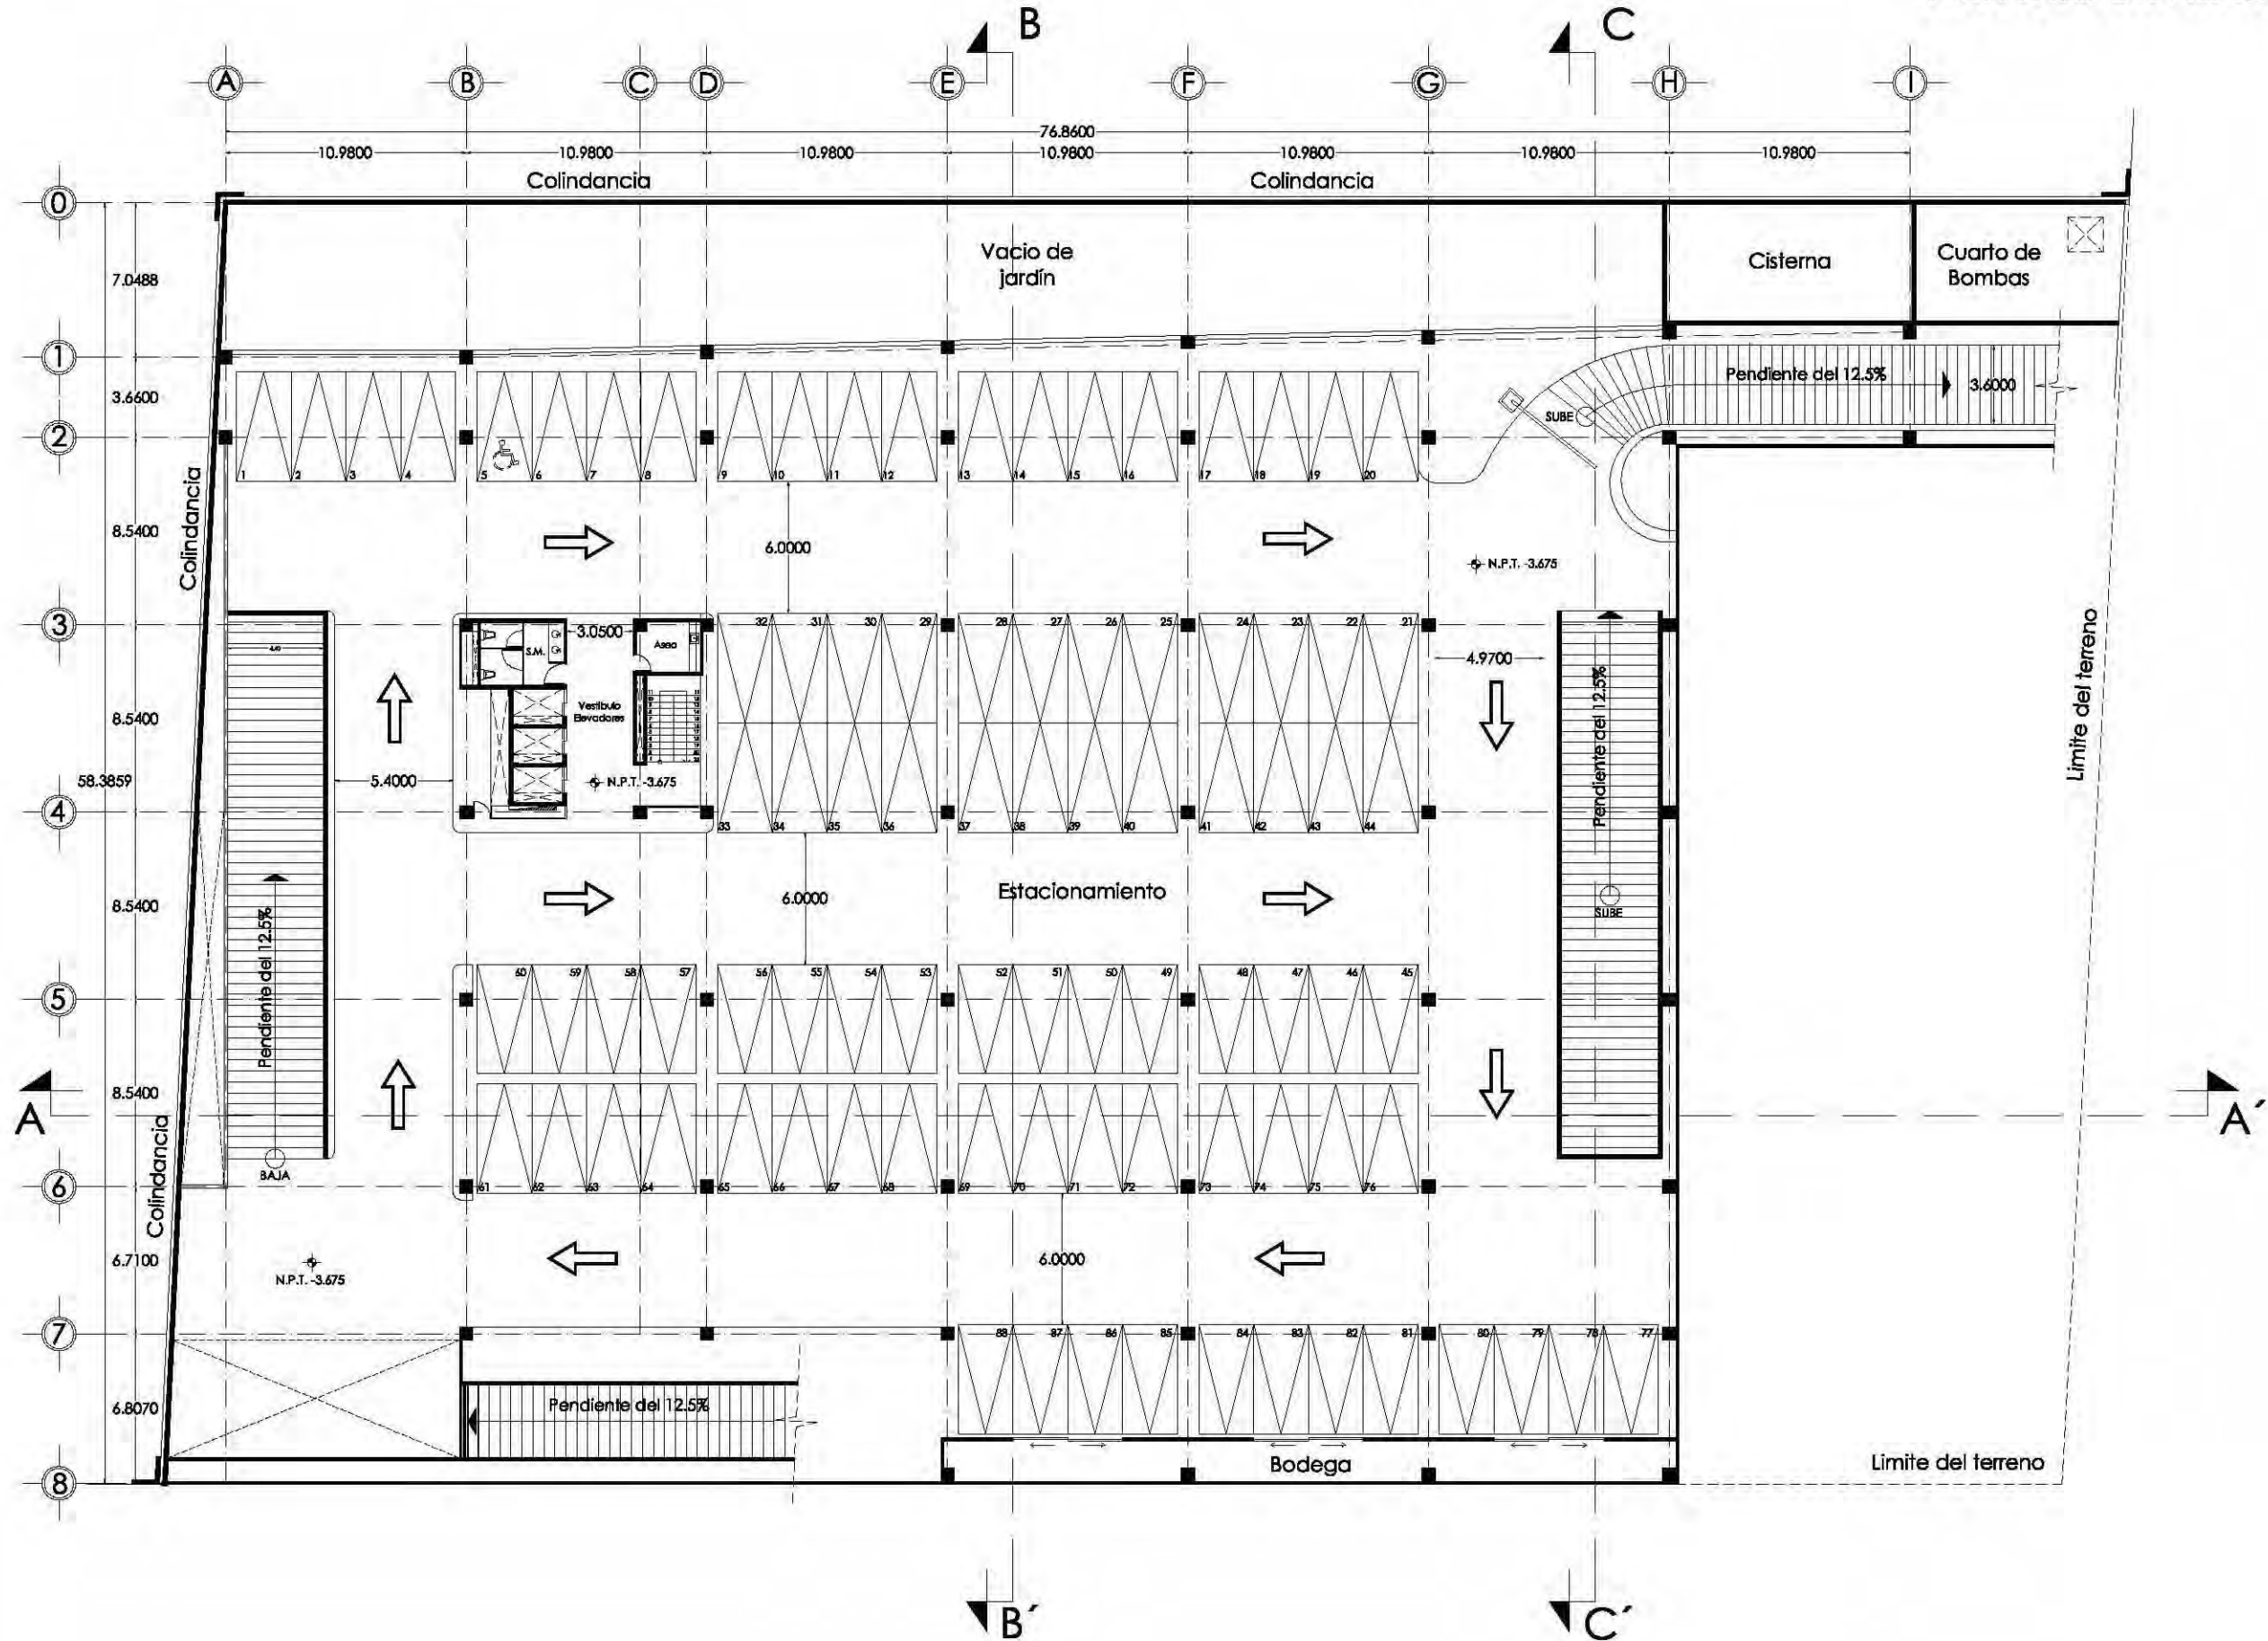 B
C
A
B
C
D
E
F
G
H
I
76.8600
10.9800
10.9800
10.9800
10.9800
10.9800
10.9800
10.9800
Colindancia
Colindancia
0
7.0488
Vacio de
jardín
Cisterna
Cuarto de
Bombas
1
3.6600
Pendiente del 12.5%
3.6000
SUBE
2
1 2 3 4 5 6 7 8 9 10 11 12 13 14 15 16 17 18 19 20
Colindancia
8.5400
6.0000
N.P.T. -3.675
3
32 31 30 29 28 27 26 25 24 23 22 21
3.0500
S.M.
Aseo
4.9700
Limite del terreno
8.5400
Vestibulo
Elevadores
Pendiente del 12.5%
58.3859
5.4000
N.P.T. -3.675
4
33 34 35 36 37 38 39 40 41 42 43 44
8.5400
6.0000
Estacionamiento
SUBE
Pendiente del 12.5%
60 59 58 57 56 55 54 53 52 51 50 49 48 47 46 45
5
8.5400
A
A´
Colindancia
BAJA
6
61 62 63 64 65 66 67 68 69 70 71 72 73 74 75 76
6.7100
6.0000
N.P.T. -3.675
7
88 87 86 85 84 83 82 81 80 79 78 77
6.8070
Pendiente del 12.5%
Bodega
Limite del terreno
8
B´
C´